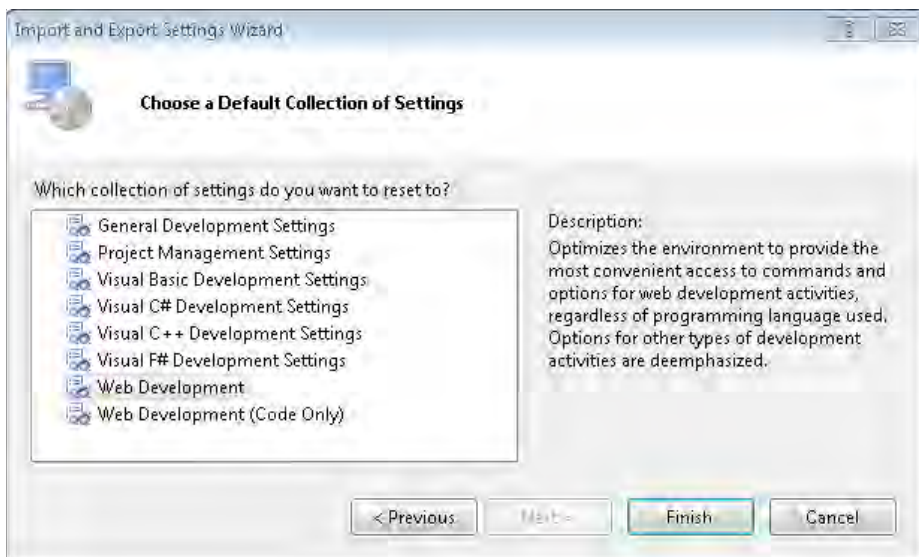 Import and Export Settings Wizard
Choose a Default Collection of Settings
Which collection of settings do you want to reset to?
General Development Settings
Project Management Settings
Visual Basic Development Settings
Visual C# Development Settings
Visual C++ Development Settings
Visual F# Development Settings
Web Development
Web Development (Code Only)
Description:
Optimizes the environment to provide the
most convenient access to commands and
options for web development activities,
regardless of programming language used.
Options for other types of development
activities are deemphasized.
< Previous
Next >
Finish
Cancel